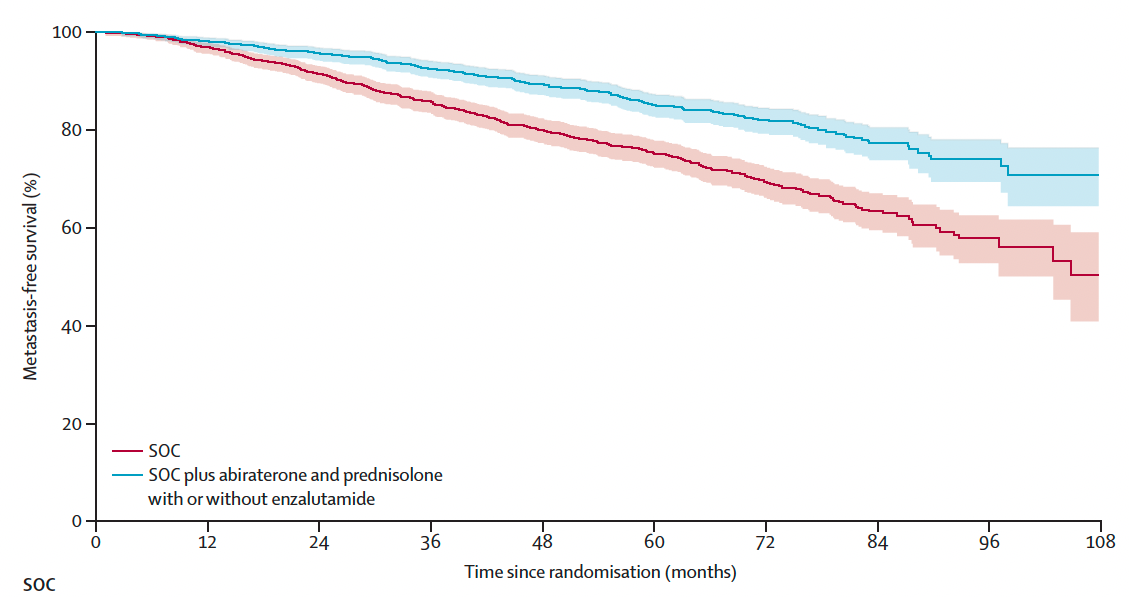 100
80
60
40
20
0
Metastasis-free survival (%)
SOC
SOC plus abiraterone and prednisolone
with or without enzalutamide
0 12 24 36 48 60 72 84 96 108
Time since randomisation (months)
SOC